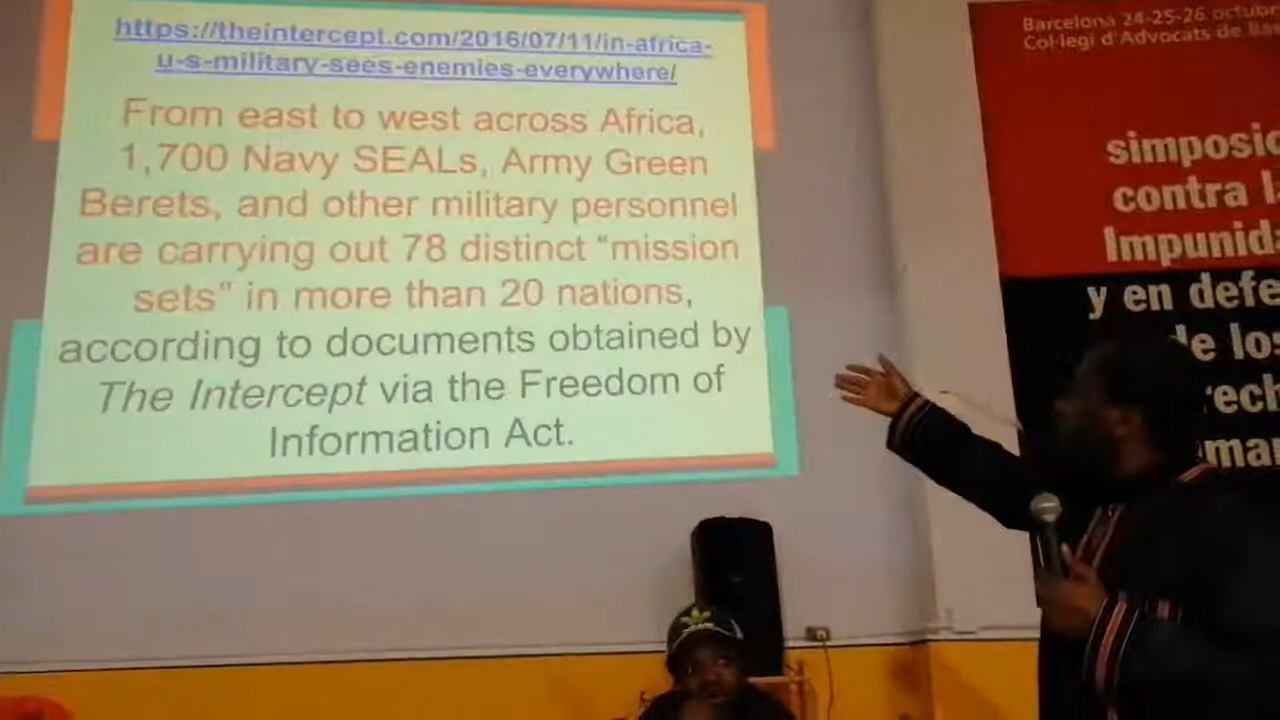 https://theintercept.com/2016/07/11/in-africa-
u-s-military-sees-enemies-everywhere/
From east to west across Africa,
1,700 Navy SEALs, Army Green
Berets, and other military personnel
are carrying out 78 distinct “mission
sets” in more than 20 nations,
according to documents obtained by
The Intercept via the Freedom of
Information Act.
Barcelona 24-25-26 octubr
Col·legi d'Advocats de Ba
simposio
contra l
Impunid
y en defe
de los
rech
man